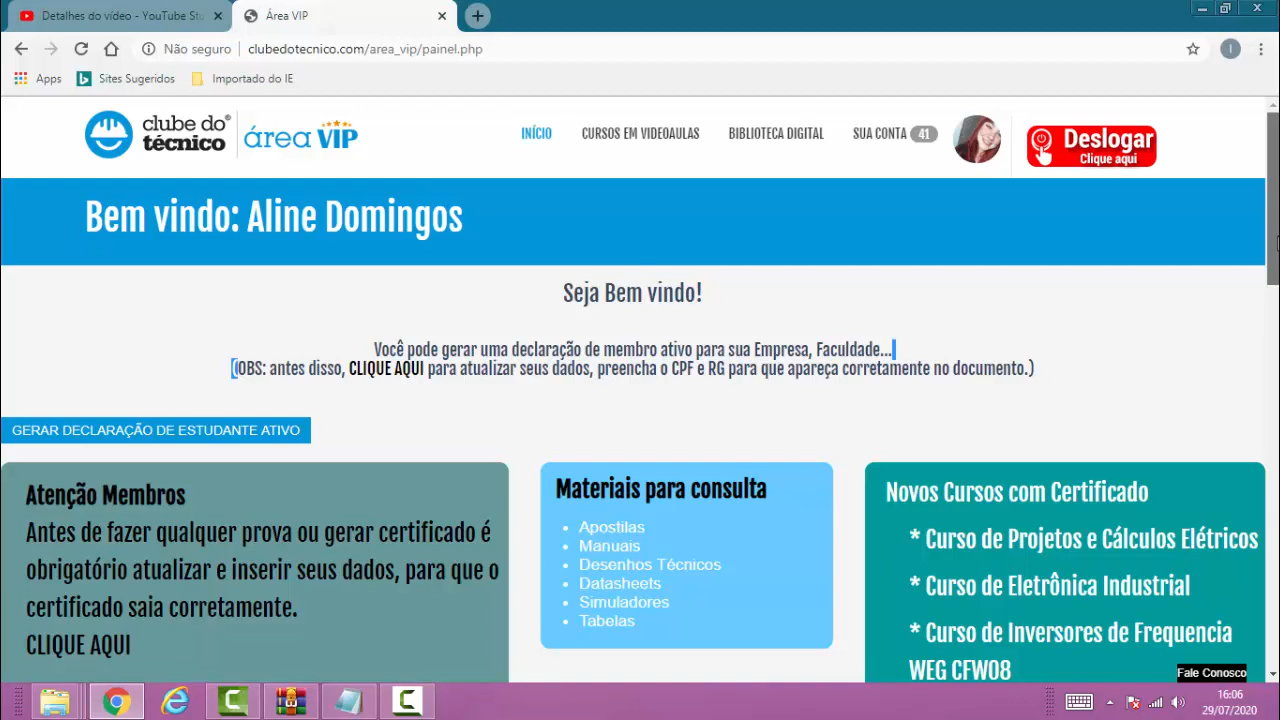 Detalhes do vídeo - YouTube Stu
Área VIP
Não seguro
clubedotecnico.com/area_vip/painel.php
Apps
Sites Sugeridos
Importado do IE
clube do técnico®
área VIP
INÍCIO
CURSOS EM VIDEOAULAS
BIBLIOTECA DIGITAL
SUA CONTA 41
Deslogar
Clique aqui
Bem vindo: Aline Domingos
Seja Bem vindo!
Você pode gerar uma declaração de membro ativo para sua Empresa, Faculdade...
(OBS: antes disso, CLIQUE AQUI para atualizar seus dados, preencha o CPF e RG para que apareça corretamente no documento.)
GERAR DECLARAÇÃO DE ESTUDANTE ATIVO
Atenção Membros
Antes de fazer qualquer prova ou gerar certificado é
obrigatório atualizar e inserir seus dados, para que o
certificado saia corretamente.
CLIQUE AQUI
Materiais para consulta
Apostilas
Manuais
Desenhos Técnicos
Datasheets
Simuladores
Tabelas
Novos Cursos com Certificado
* Curso de Projetos e Cálculos Elétricos
* Curso de Eletrônica Industrial
* Curso de Inversores de Frequencia
WEG CFW08
Fale Conosco
16:06
29/07/2020